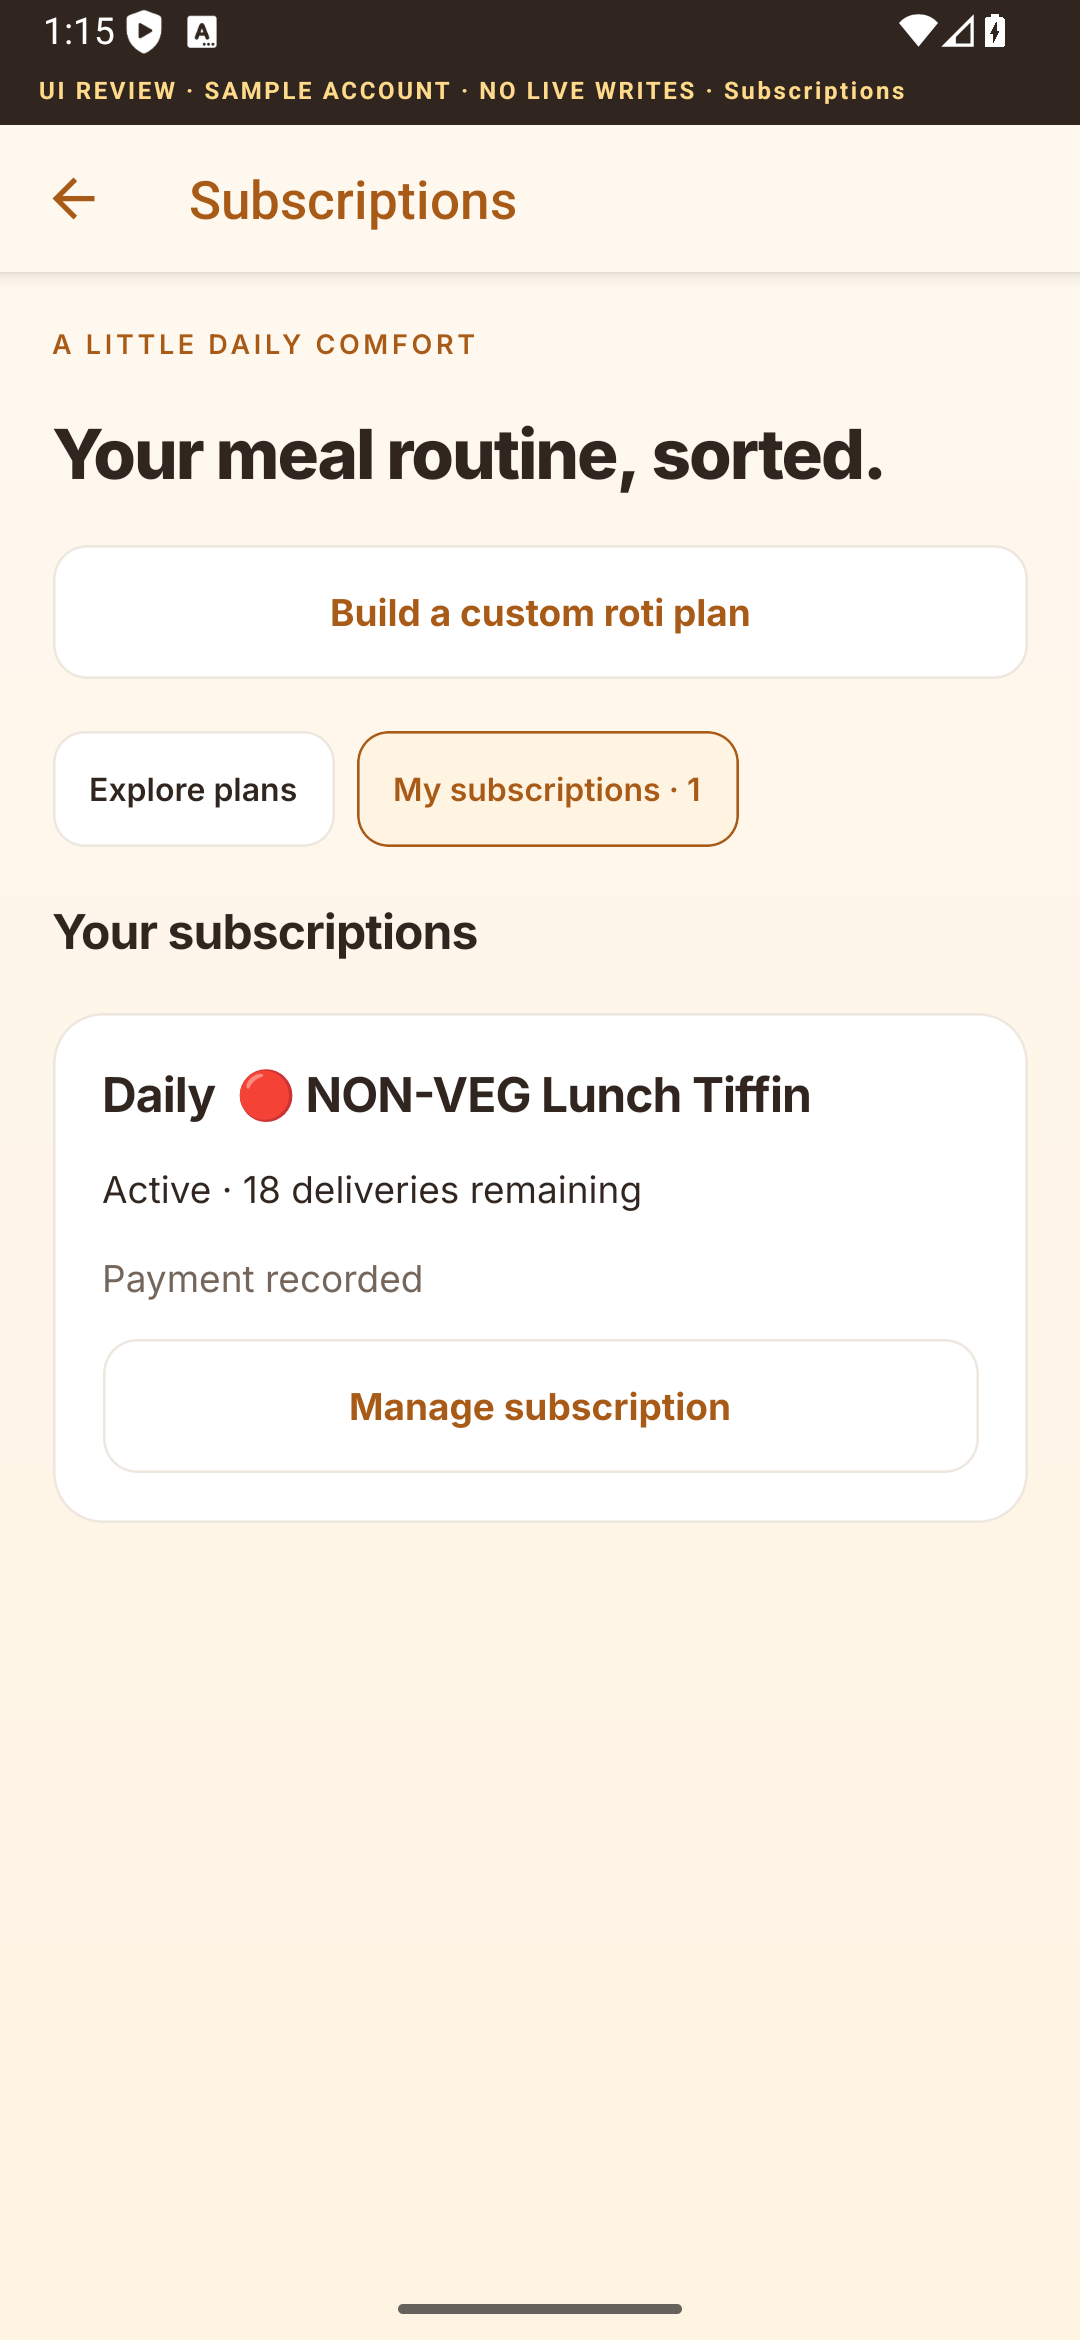 1:15
UI REVIEW · SAMPLE ACCOUNT · NO LIVE WRITES · Subscriptions
Subscriptions
A LITTLE DAILY COMFORT
Your meal routine, sorted.
Build a custom roti plan
Explore plans
My subscriptions · 1
Your subscriptions
Daily 🔴 NON-VEG Lunch Tiffin
Active · 18 deliveries remaining
Payment recorded
Manage subscription